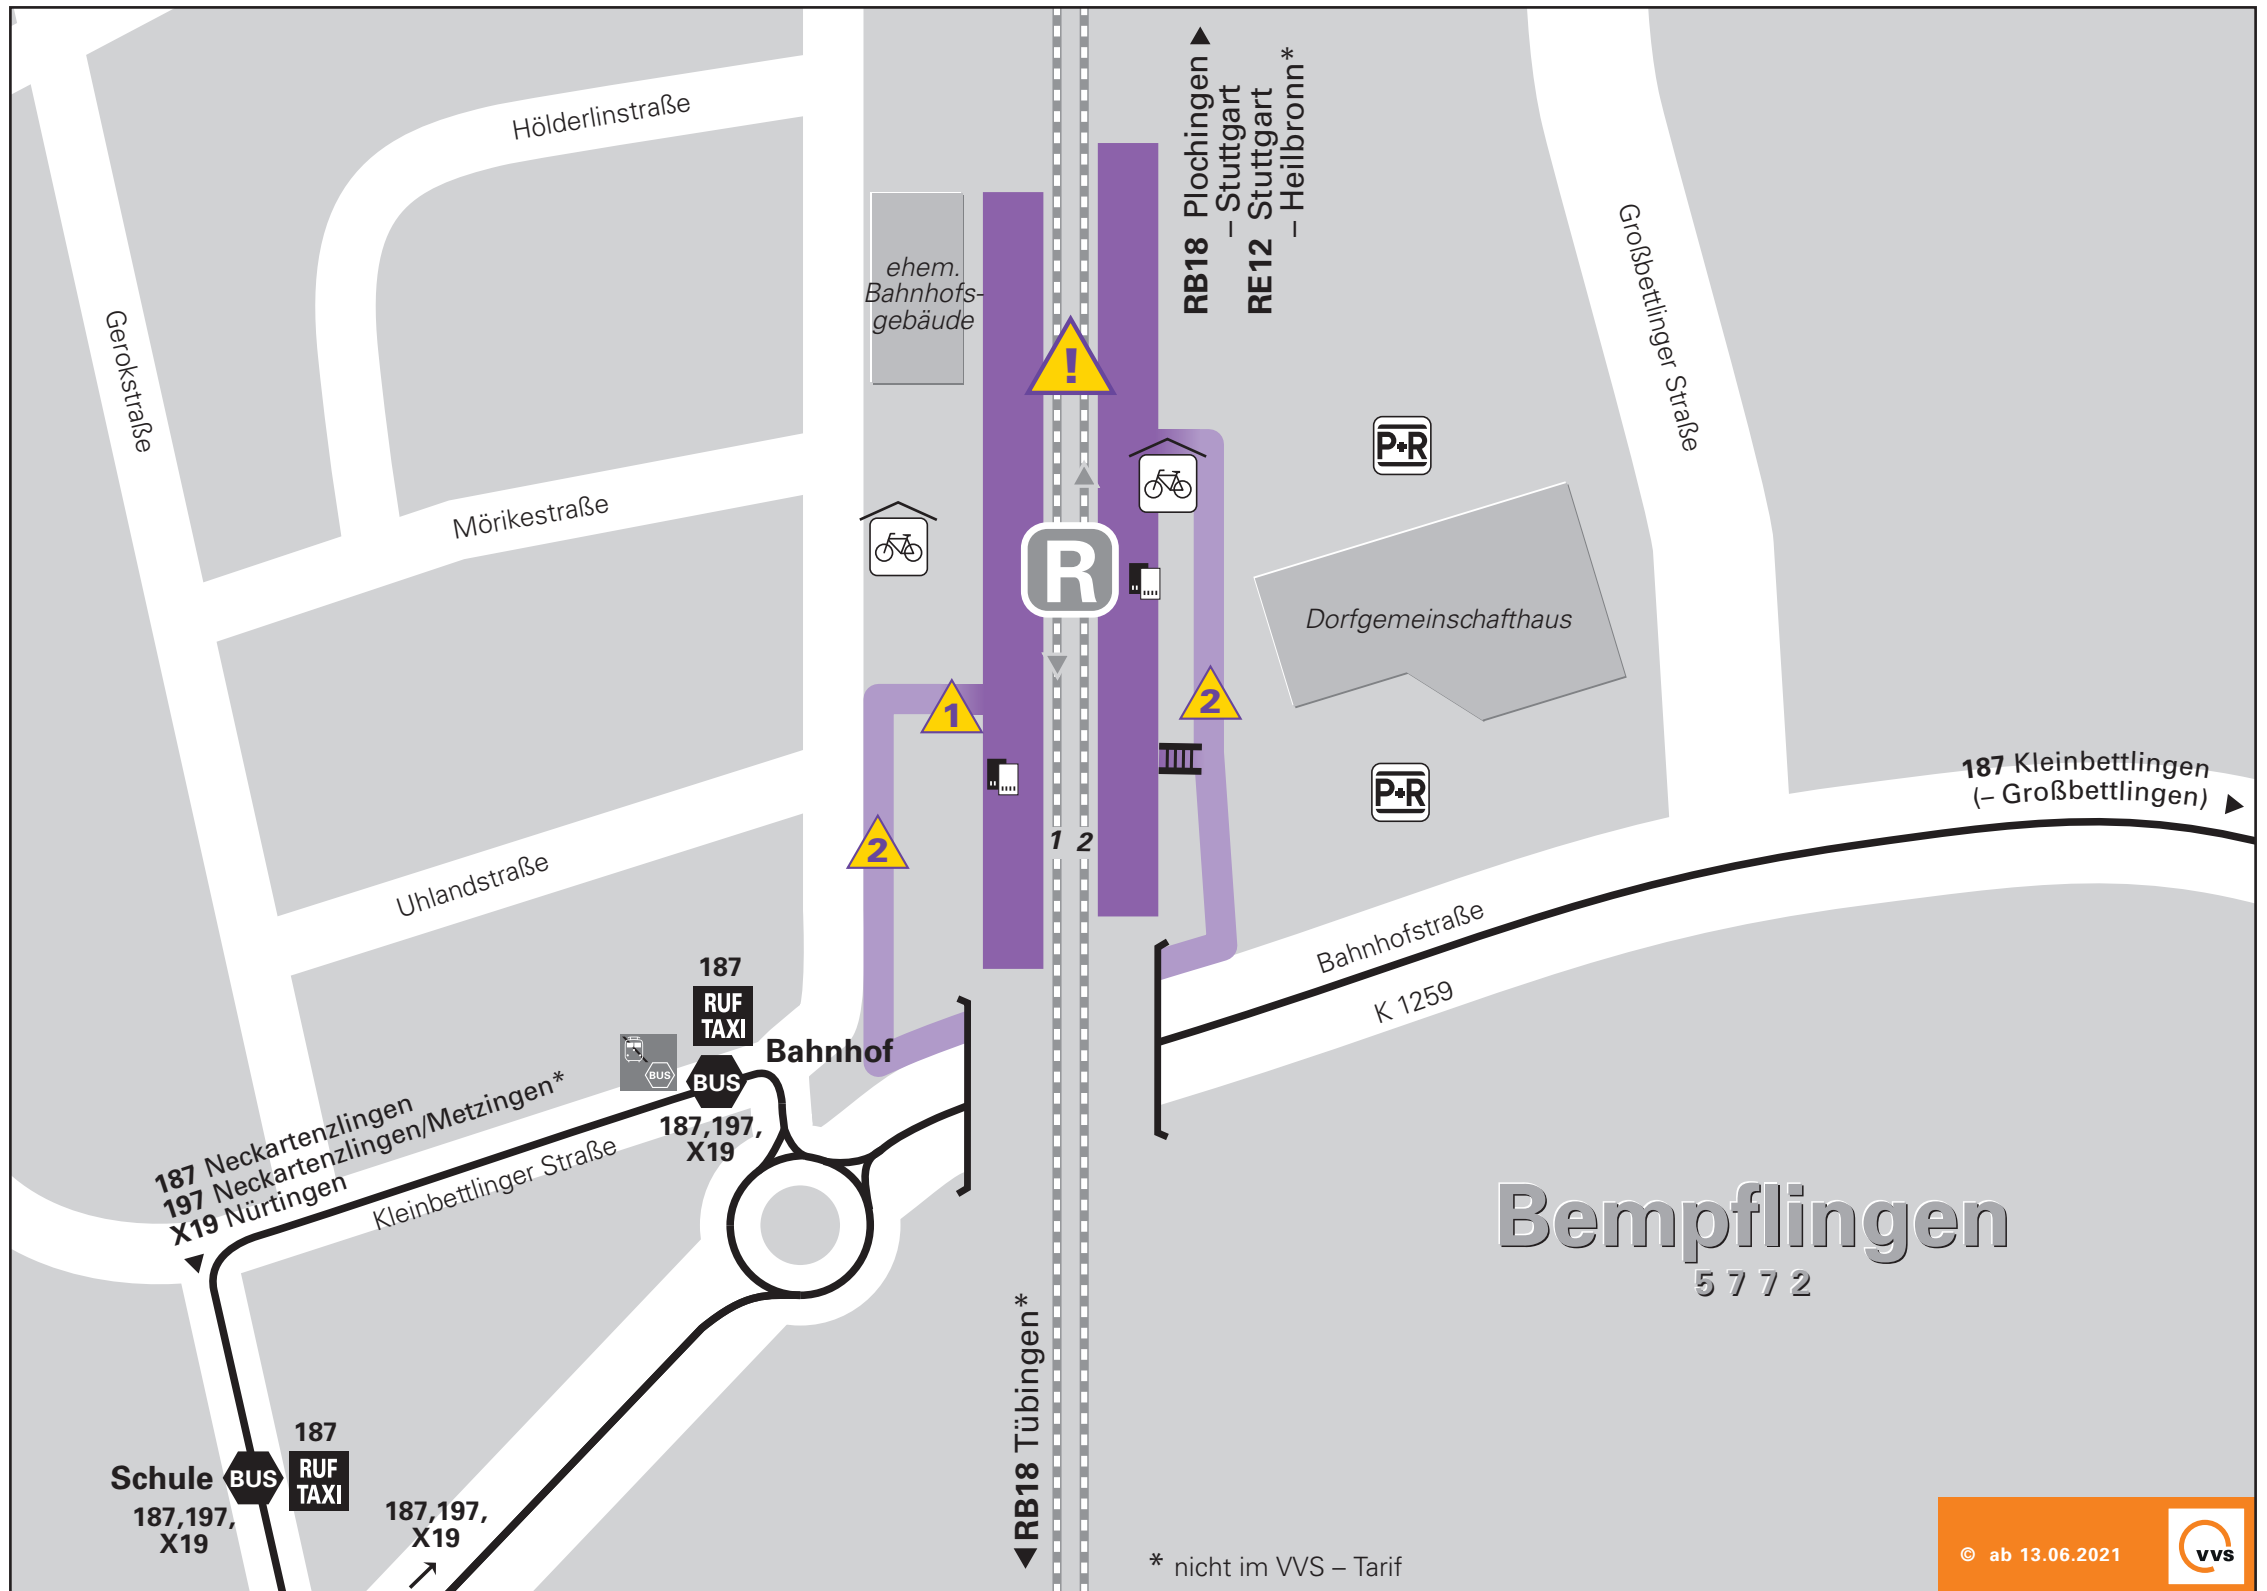 Hölderlinstraße
RB18 Plochingen
– Stuttgart
RE12 Stuttgart
– Heilbronn*
ehem.
Bahnhofs-
gebäude
!
Gerokstraße
Großbettlinger Straße
P+R
Mörikestraße
R
Dorfgemeinschafthaus
1
2
2
P+R
187 Kleinbettlingen
(– Großbettlingen)
1 2
Uhlandstraße
Bahnhofstraße
K 1259
187
RUF
TAXI
Bahnhof
BUS
BUS
187,197,
X19
187 Neckartenzlingen
197 Neckartenzlingen/Metzingen*
X19 Nürtingen
Kleinbettlinger Straße
Bempflingen
5772
RB18 Tübingen*
187
Schule
BUS
RUF
TAXI
187,197,
X19
187,197,
X19
* nicht im VVS – Tarif
© ab 13.06.2021
VVS